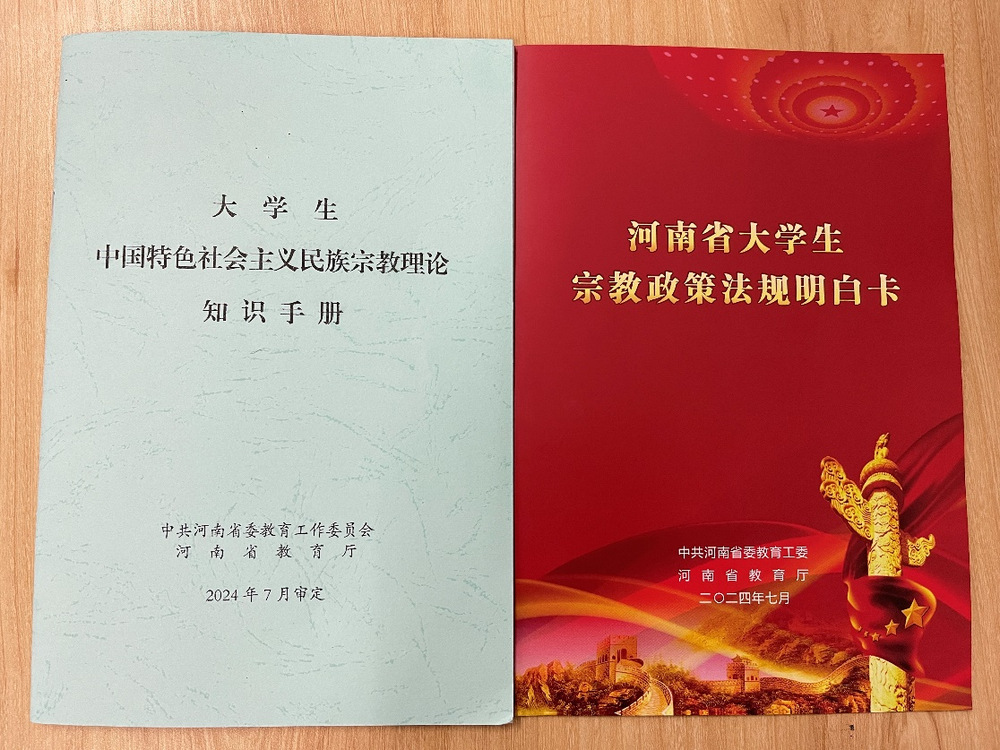 大学生
中国特色社会主义民族宗教理论
知识手册
中共河南省委教育工作委员会
河南省教育厅
2024年7月审定
河南省大学生
宗教政策法规明白卡
中共河南省委教育工委
河南省教育厅
二〇二四年七月